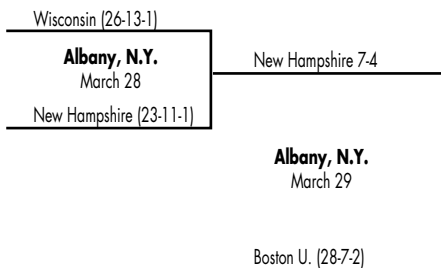 Wisconsin (26-13-1)
Albany, N.Y.
March 28
New Hampshire (23-11-1)
New Hampshire 7-4
Albany, N.Y.
March 29
Boston U. (28-7-2)